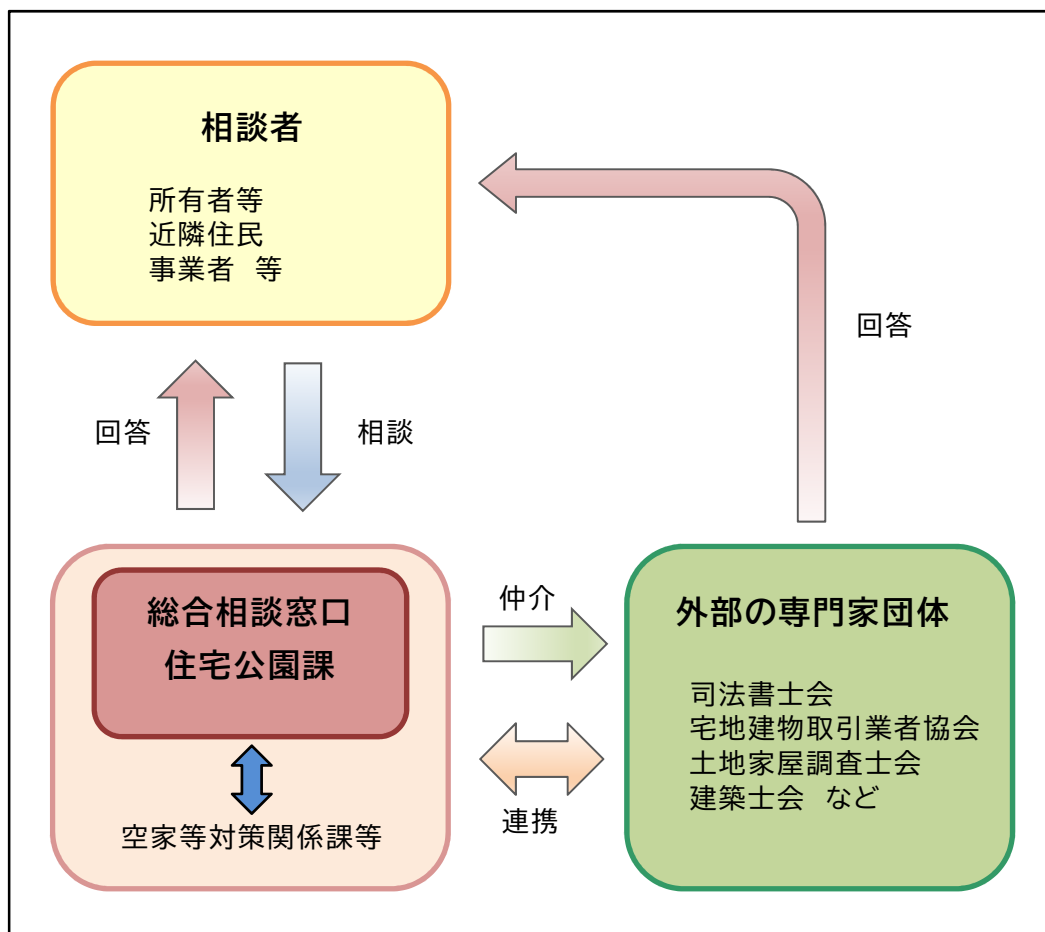 相談者
所有者等
近隣住民
事業者 等
回答
回答
相談
総合相談窓口
住宅公園課
空家等対策関係課等
仲介
連携
外部の専門家団体
司法書士会
宅地建物取引業者協会
土地家屋調査士会
建築士会 など